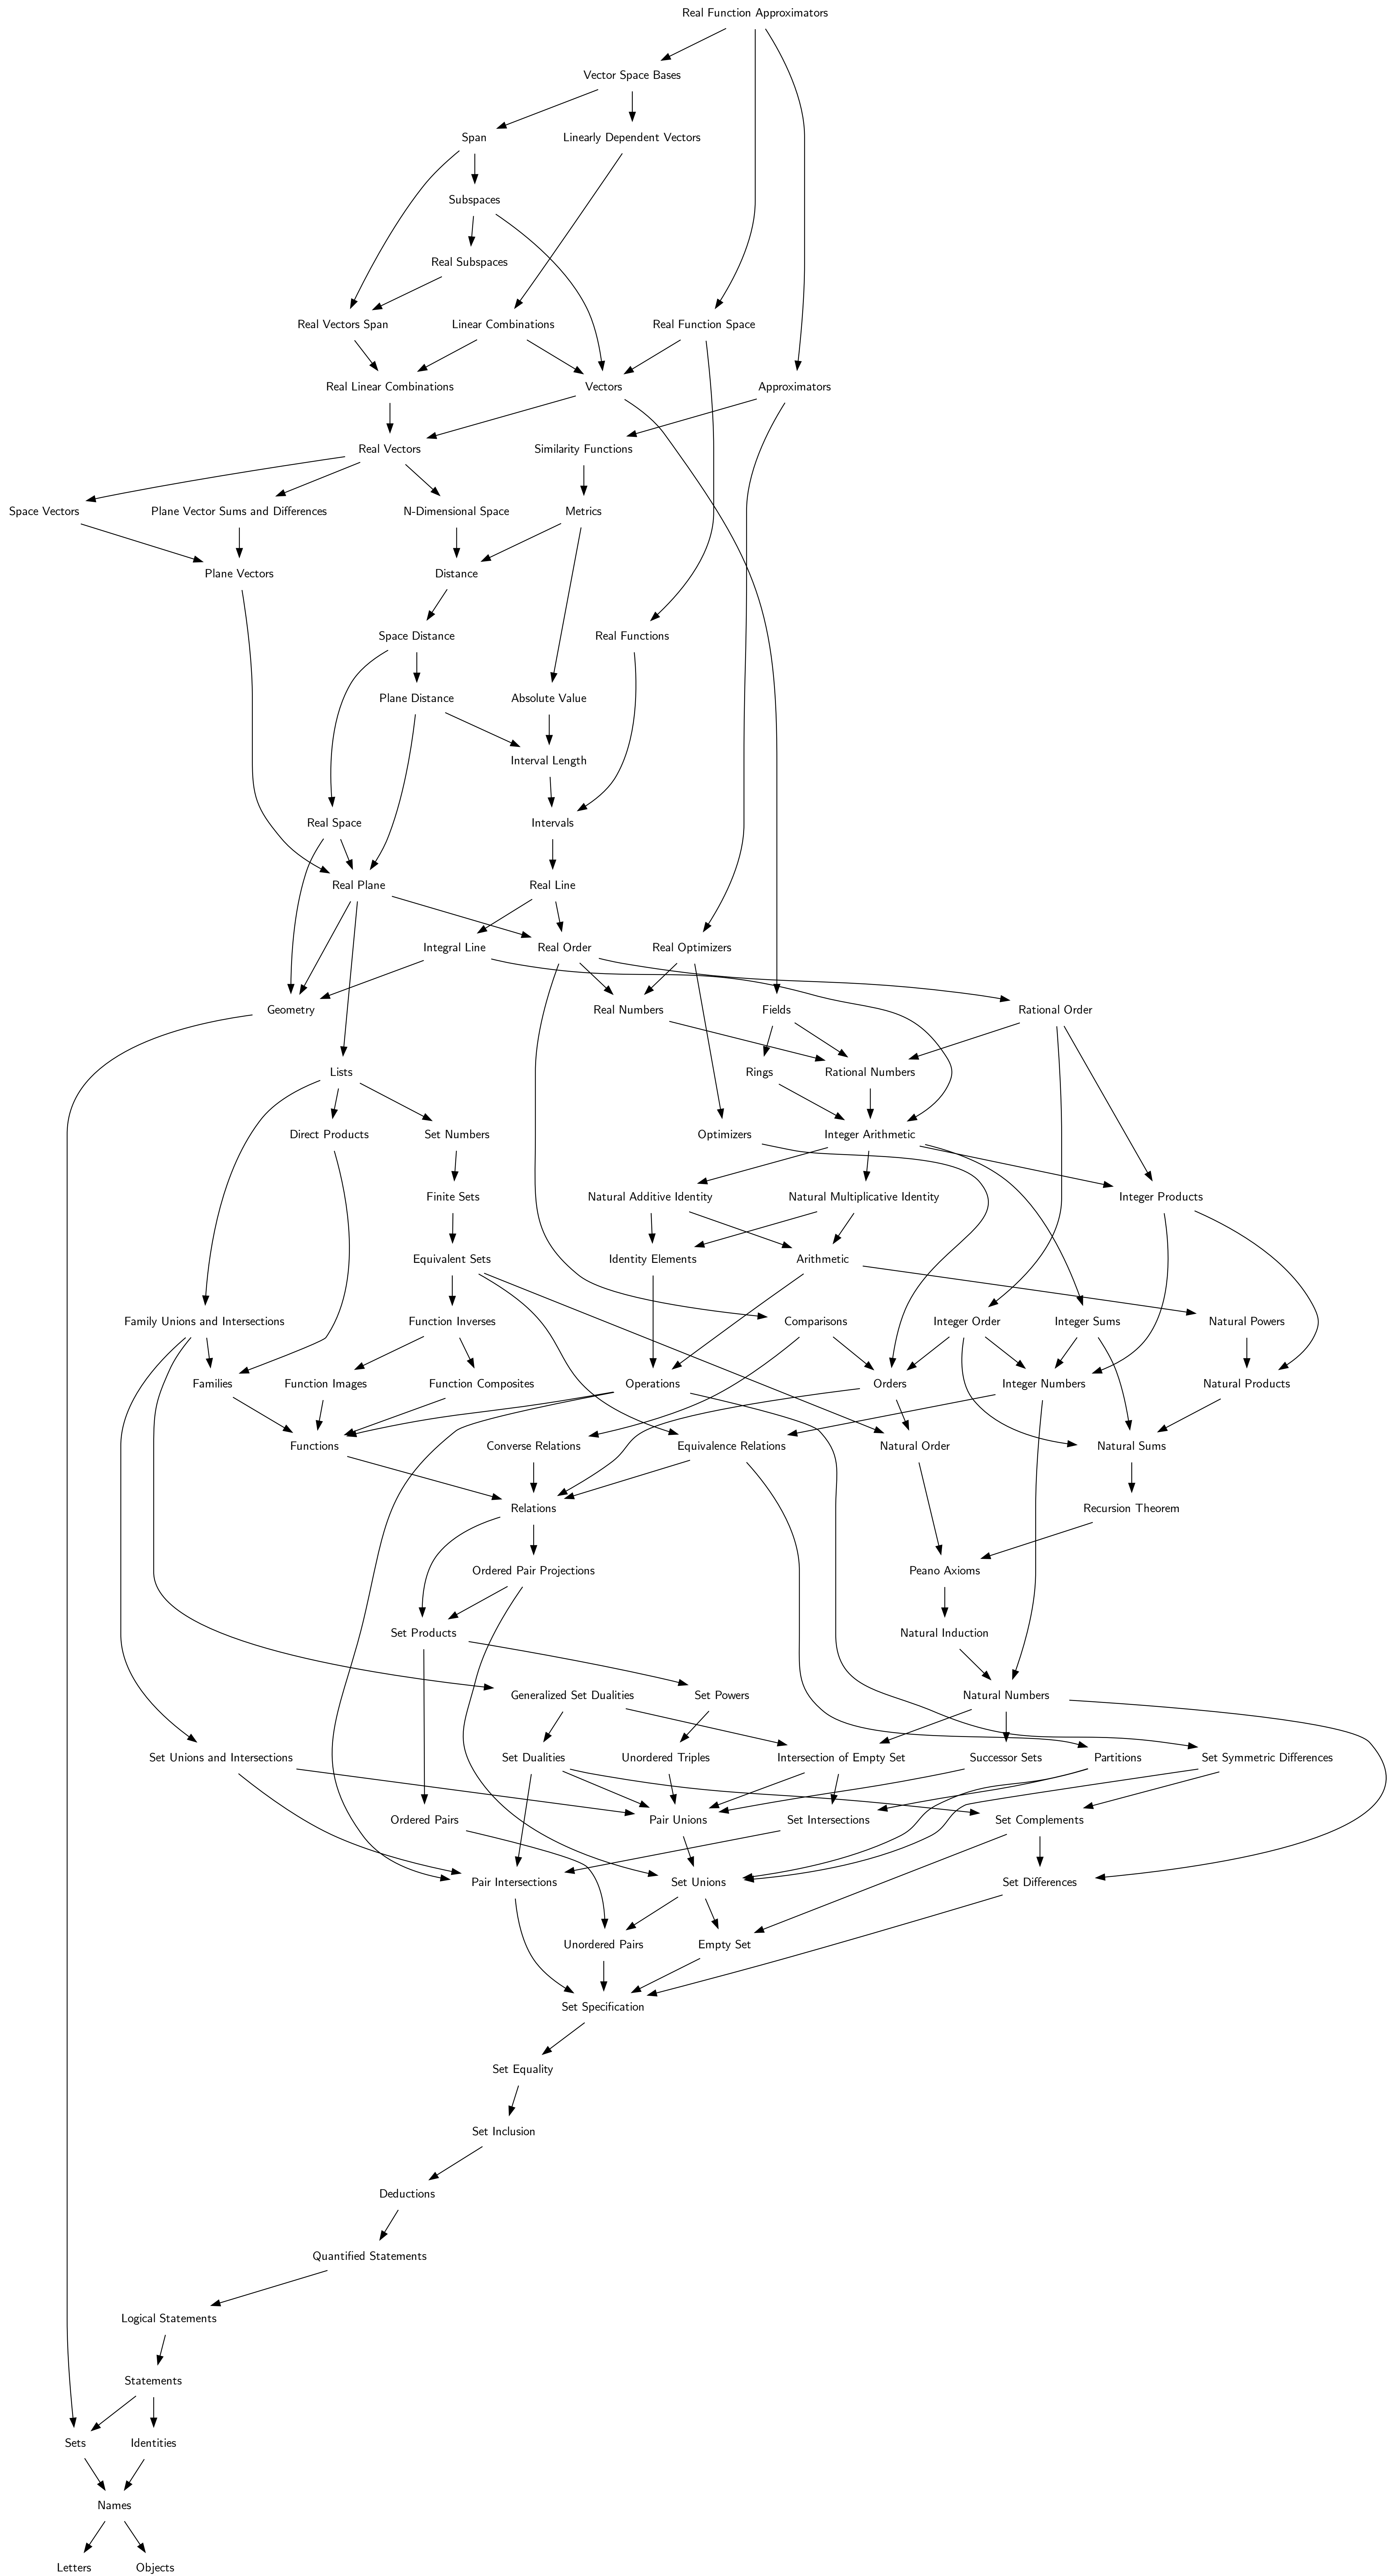 Real Function Approximators
Vector Space Bases
Span
Linearly Dependent Vectors
Subspaces
Real Subspaces
Real Vectors Span
Linear Combinations
Real Function Space
Real Linear Combinations
Vectors
Approximators
Real Vectors
Similarity Functions
Space Vectors
Plane Vector Sums and Differences
N-Dimensional Space
Metrics
Plane Vectors
Distance
Space Distance
Real Functions
Plane Distance
Absolute Value
Interval Length
Real Space
Intervals
Real Plane
Real Line
Integral Line
Real Order
Real Optimizers
Geometry
Real Numbers
Fields
Rational Order
Lists
Rings
Rational Numbers
Direct Products
Set Numbers
Optimizers
Integer Arithmetic
Finite Sets
Natural Additive Identity
Natural Multiplicative Identity
Integer Products
Equivalent Sets
Identity Elements
Arithmetic
Family Unions and Intersections
Function Inverses
Comparisons
Integer Order
Integer Sums
Natural Powers
Families
Function Images
Function Composites
Operations
Orders
Integer Numbers
Natural Products
Functions
Converse Relations
Equivalence Relations
Natural Order
Natural Sums
Relations
Recursion Theorem
Ordered Pair Projections
Peano Axioms
Set Products
Natural Induction
Generalized Set Dualities
Set Powers
Natural Numbers
Set Unions and Intersections
Set Dualities
Unordered Triples
Intersection of Empty Set
Successor Sets
Partitions
Set Symmetric Differences
Ordered Pairs
Pair Unions
Set Intersections
Set Complements
Pair Intersections
Set Unions
Set Differences
Unordered Pairs
Empty Set
Set Specification
Set Equality
Set Inclusion
Deductions
Quantified Statements
Logical Statements
Statements
Sets
Identities
Names
Letters
Objects